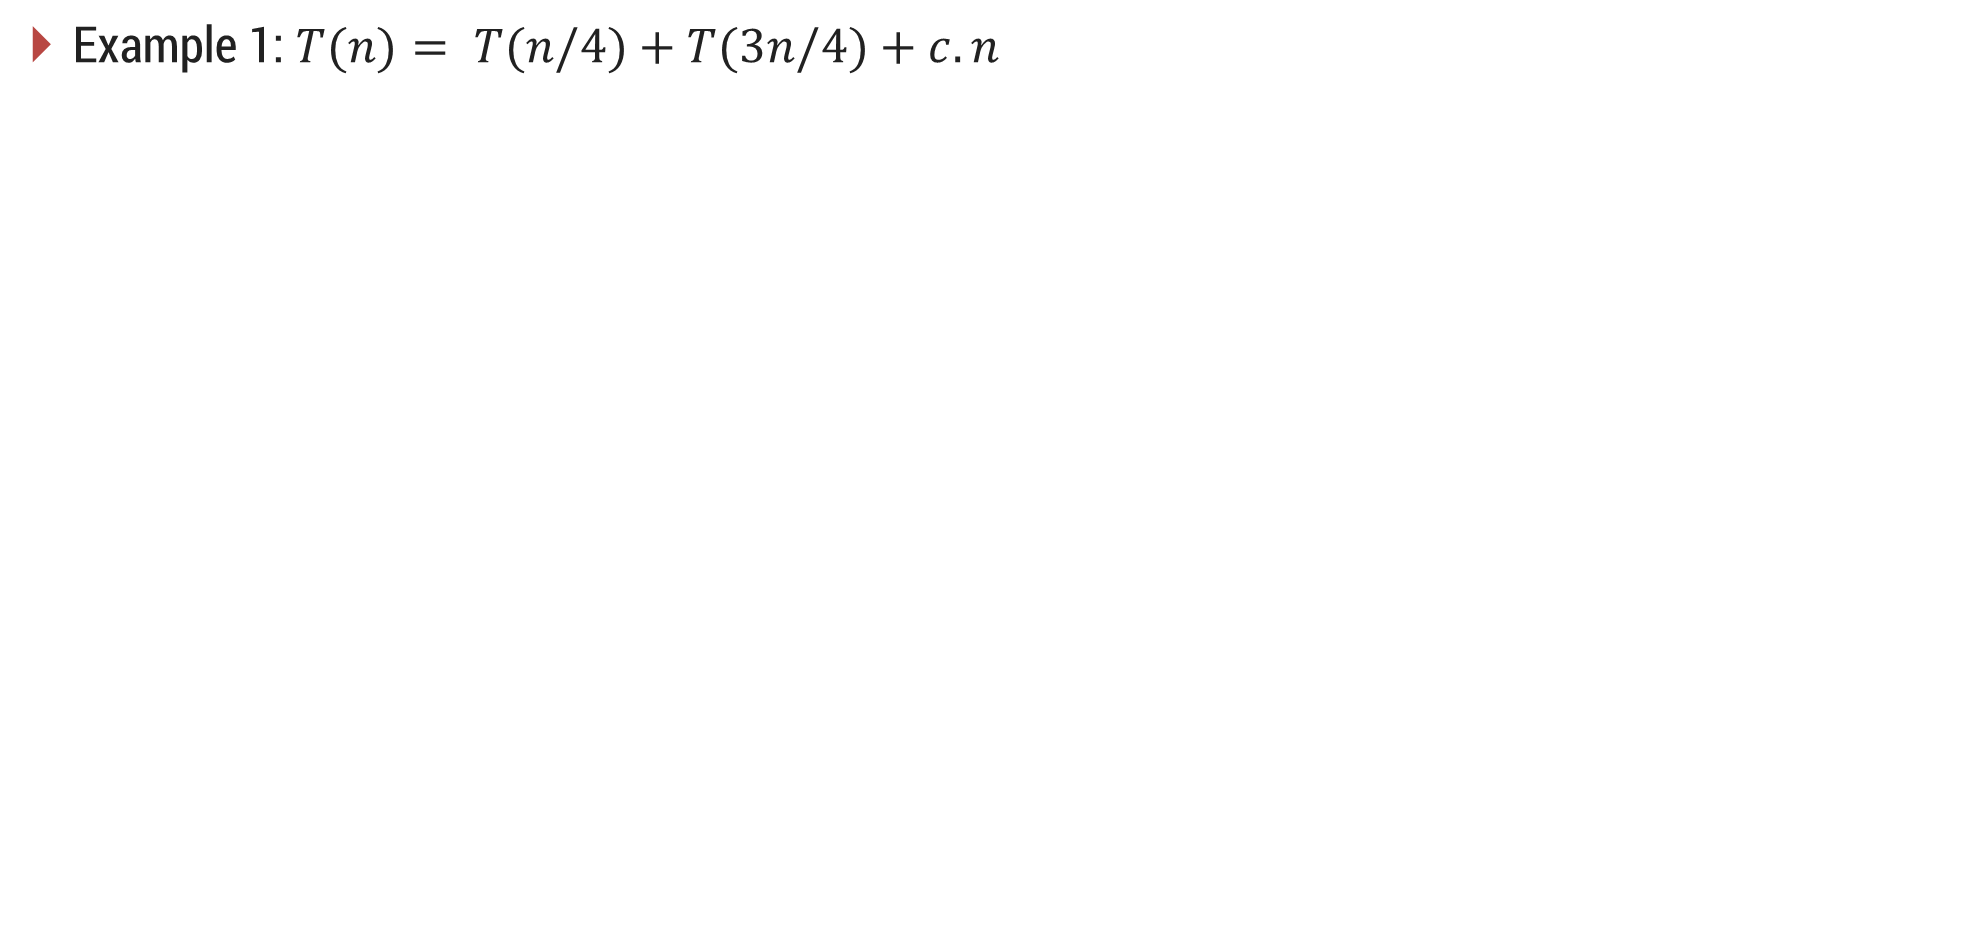 Example 1: T(n) = T(n/4) + T(3n/4) + c.n